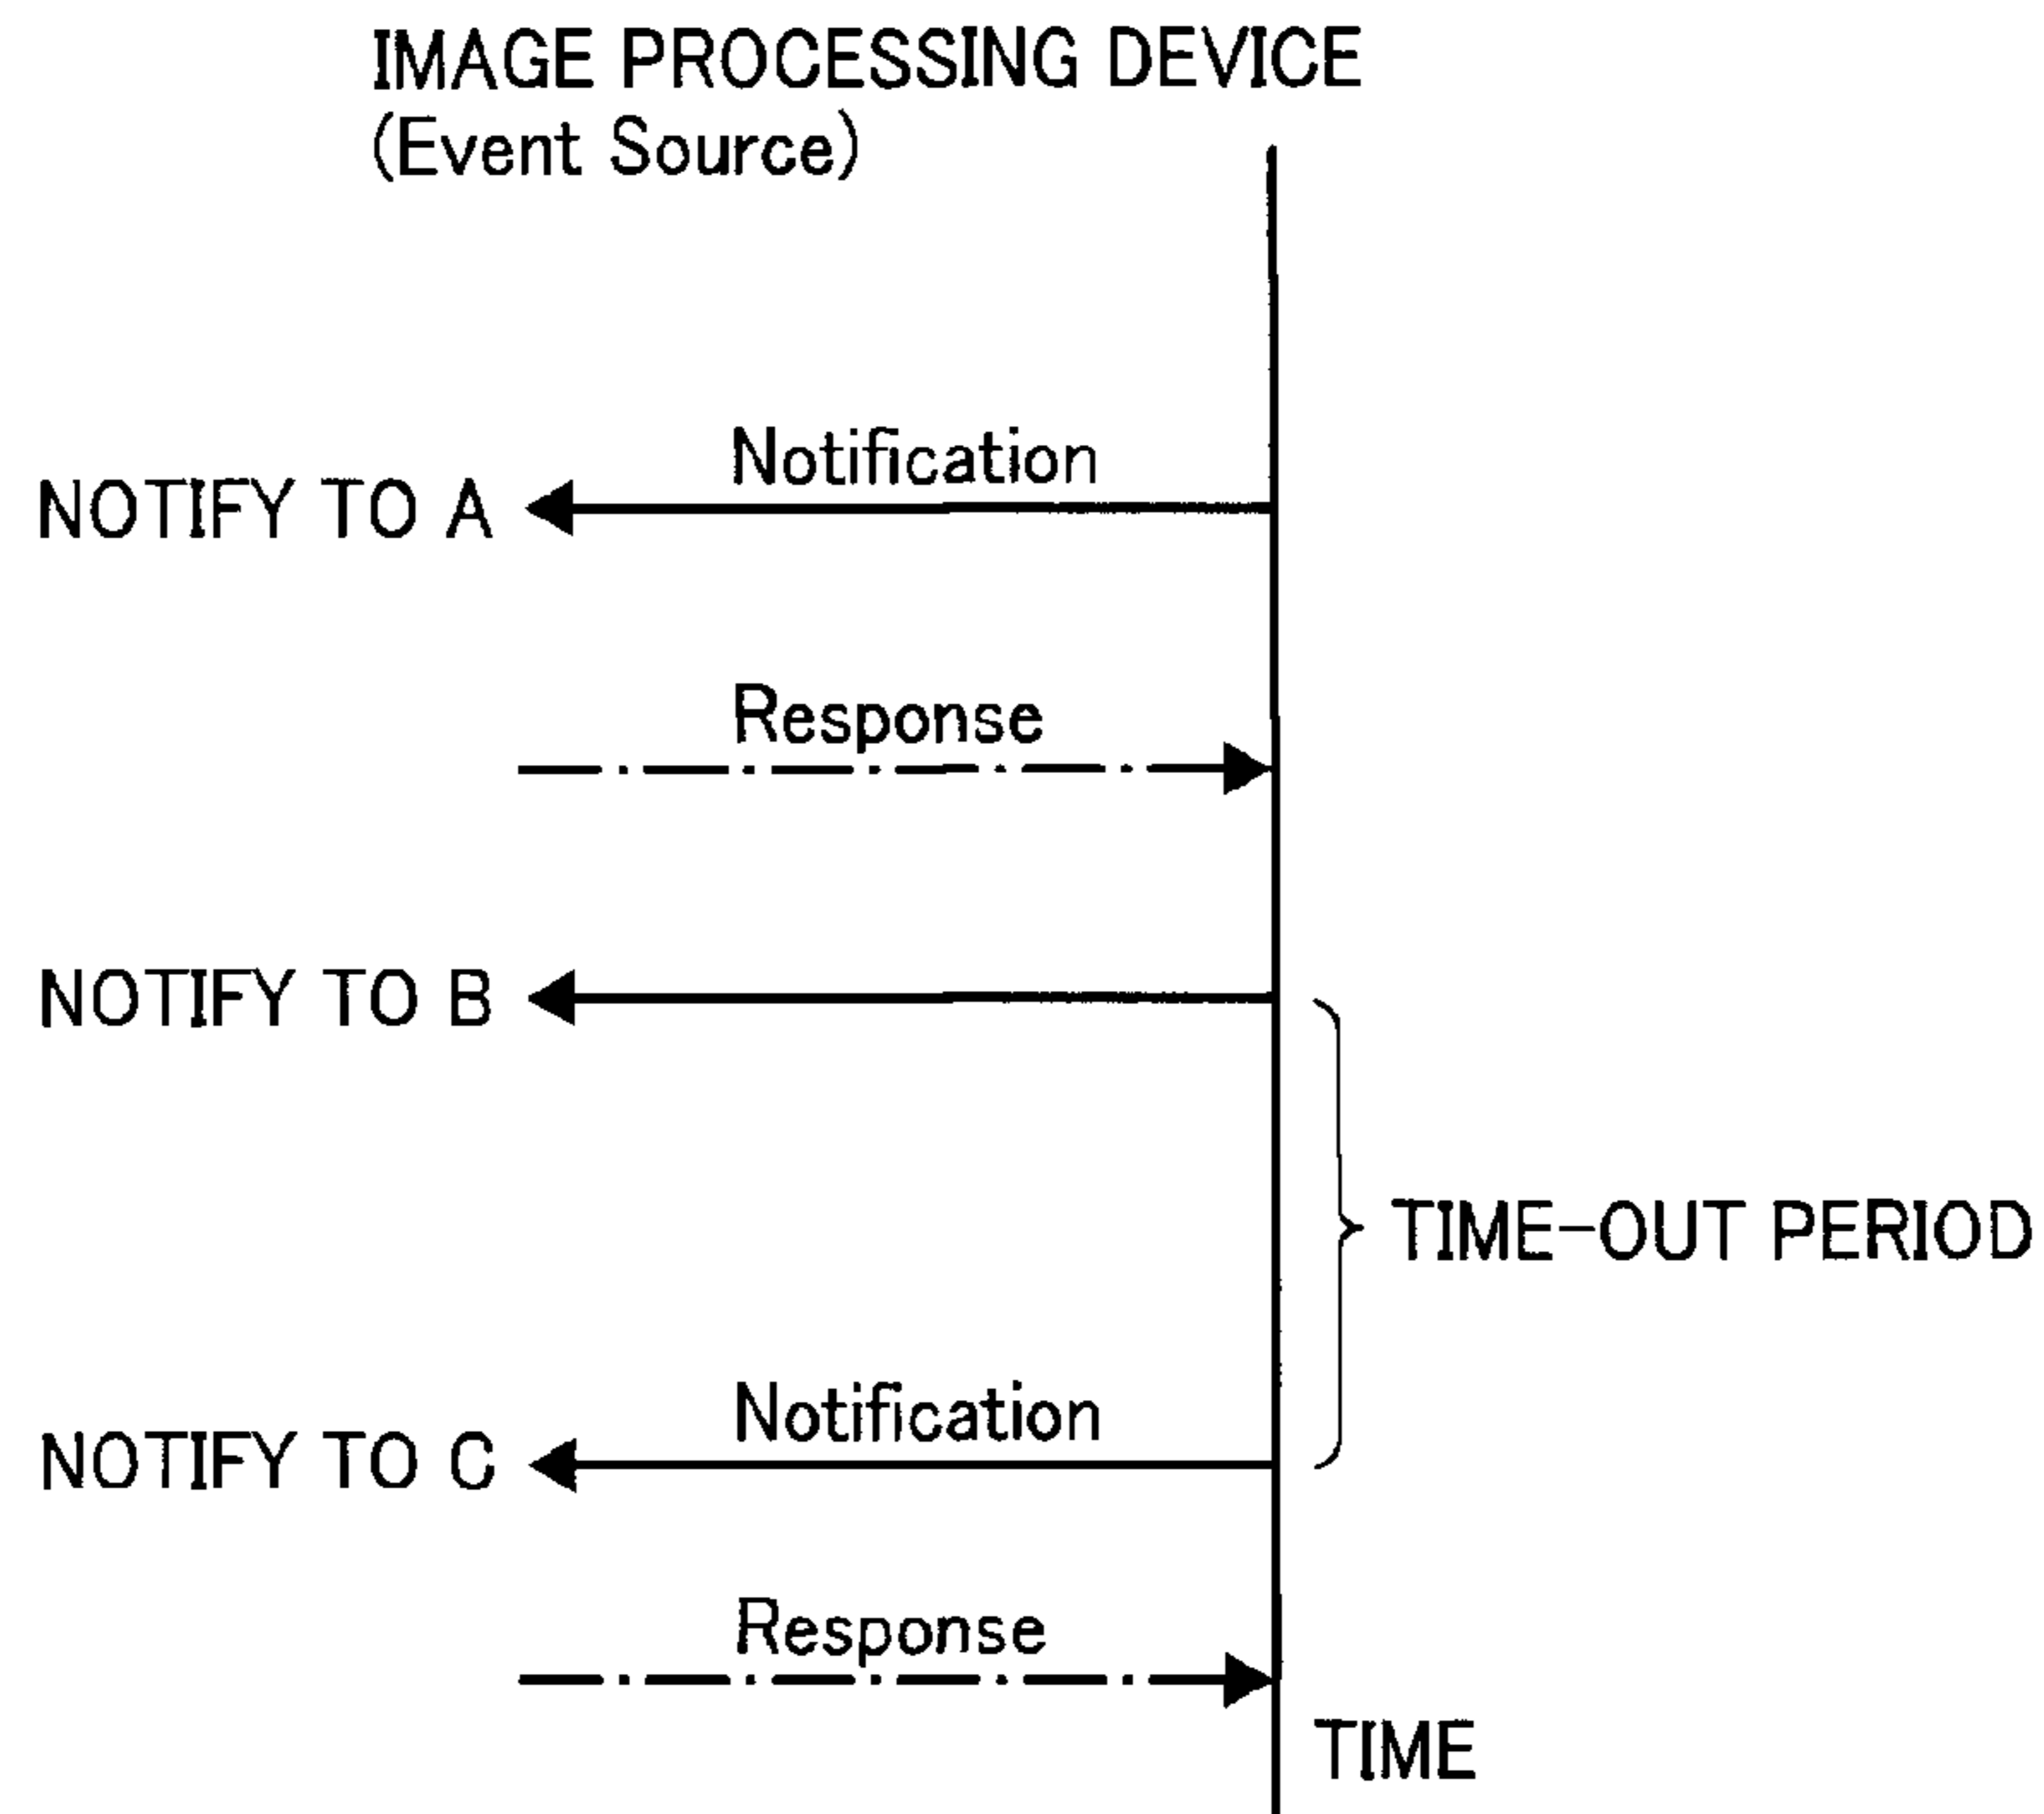 IMAGE PROCESSING DEVICE
(Event Source)
Notification
NOTIFY TO A
Response
NOTIFY TO B
TIME-OUT PERIOD
Notification
NOTIFY TO C
Response
TIME